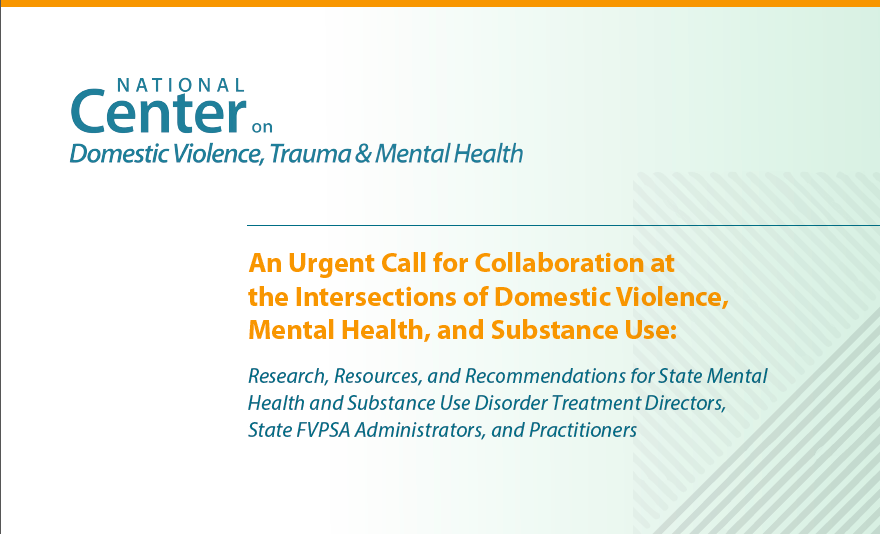 NATIONAL
Center on
Domestic Violence, Trauma & Mental Health
An Urgent Call for Collaboration at
the Intersections of Domestic Violence,
Mental Health, and Substance Use:
Research, Resources, and Recommendations for State Mental
Health and Substance Use Disorder Treatment Directors,
State FVPSA Administrators, and Practitioners